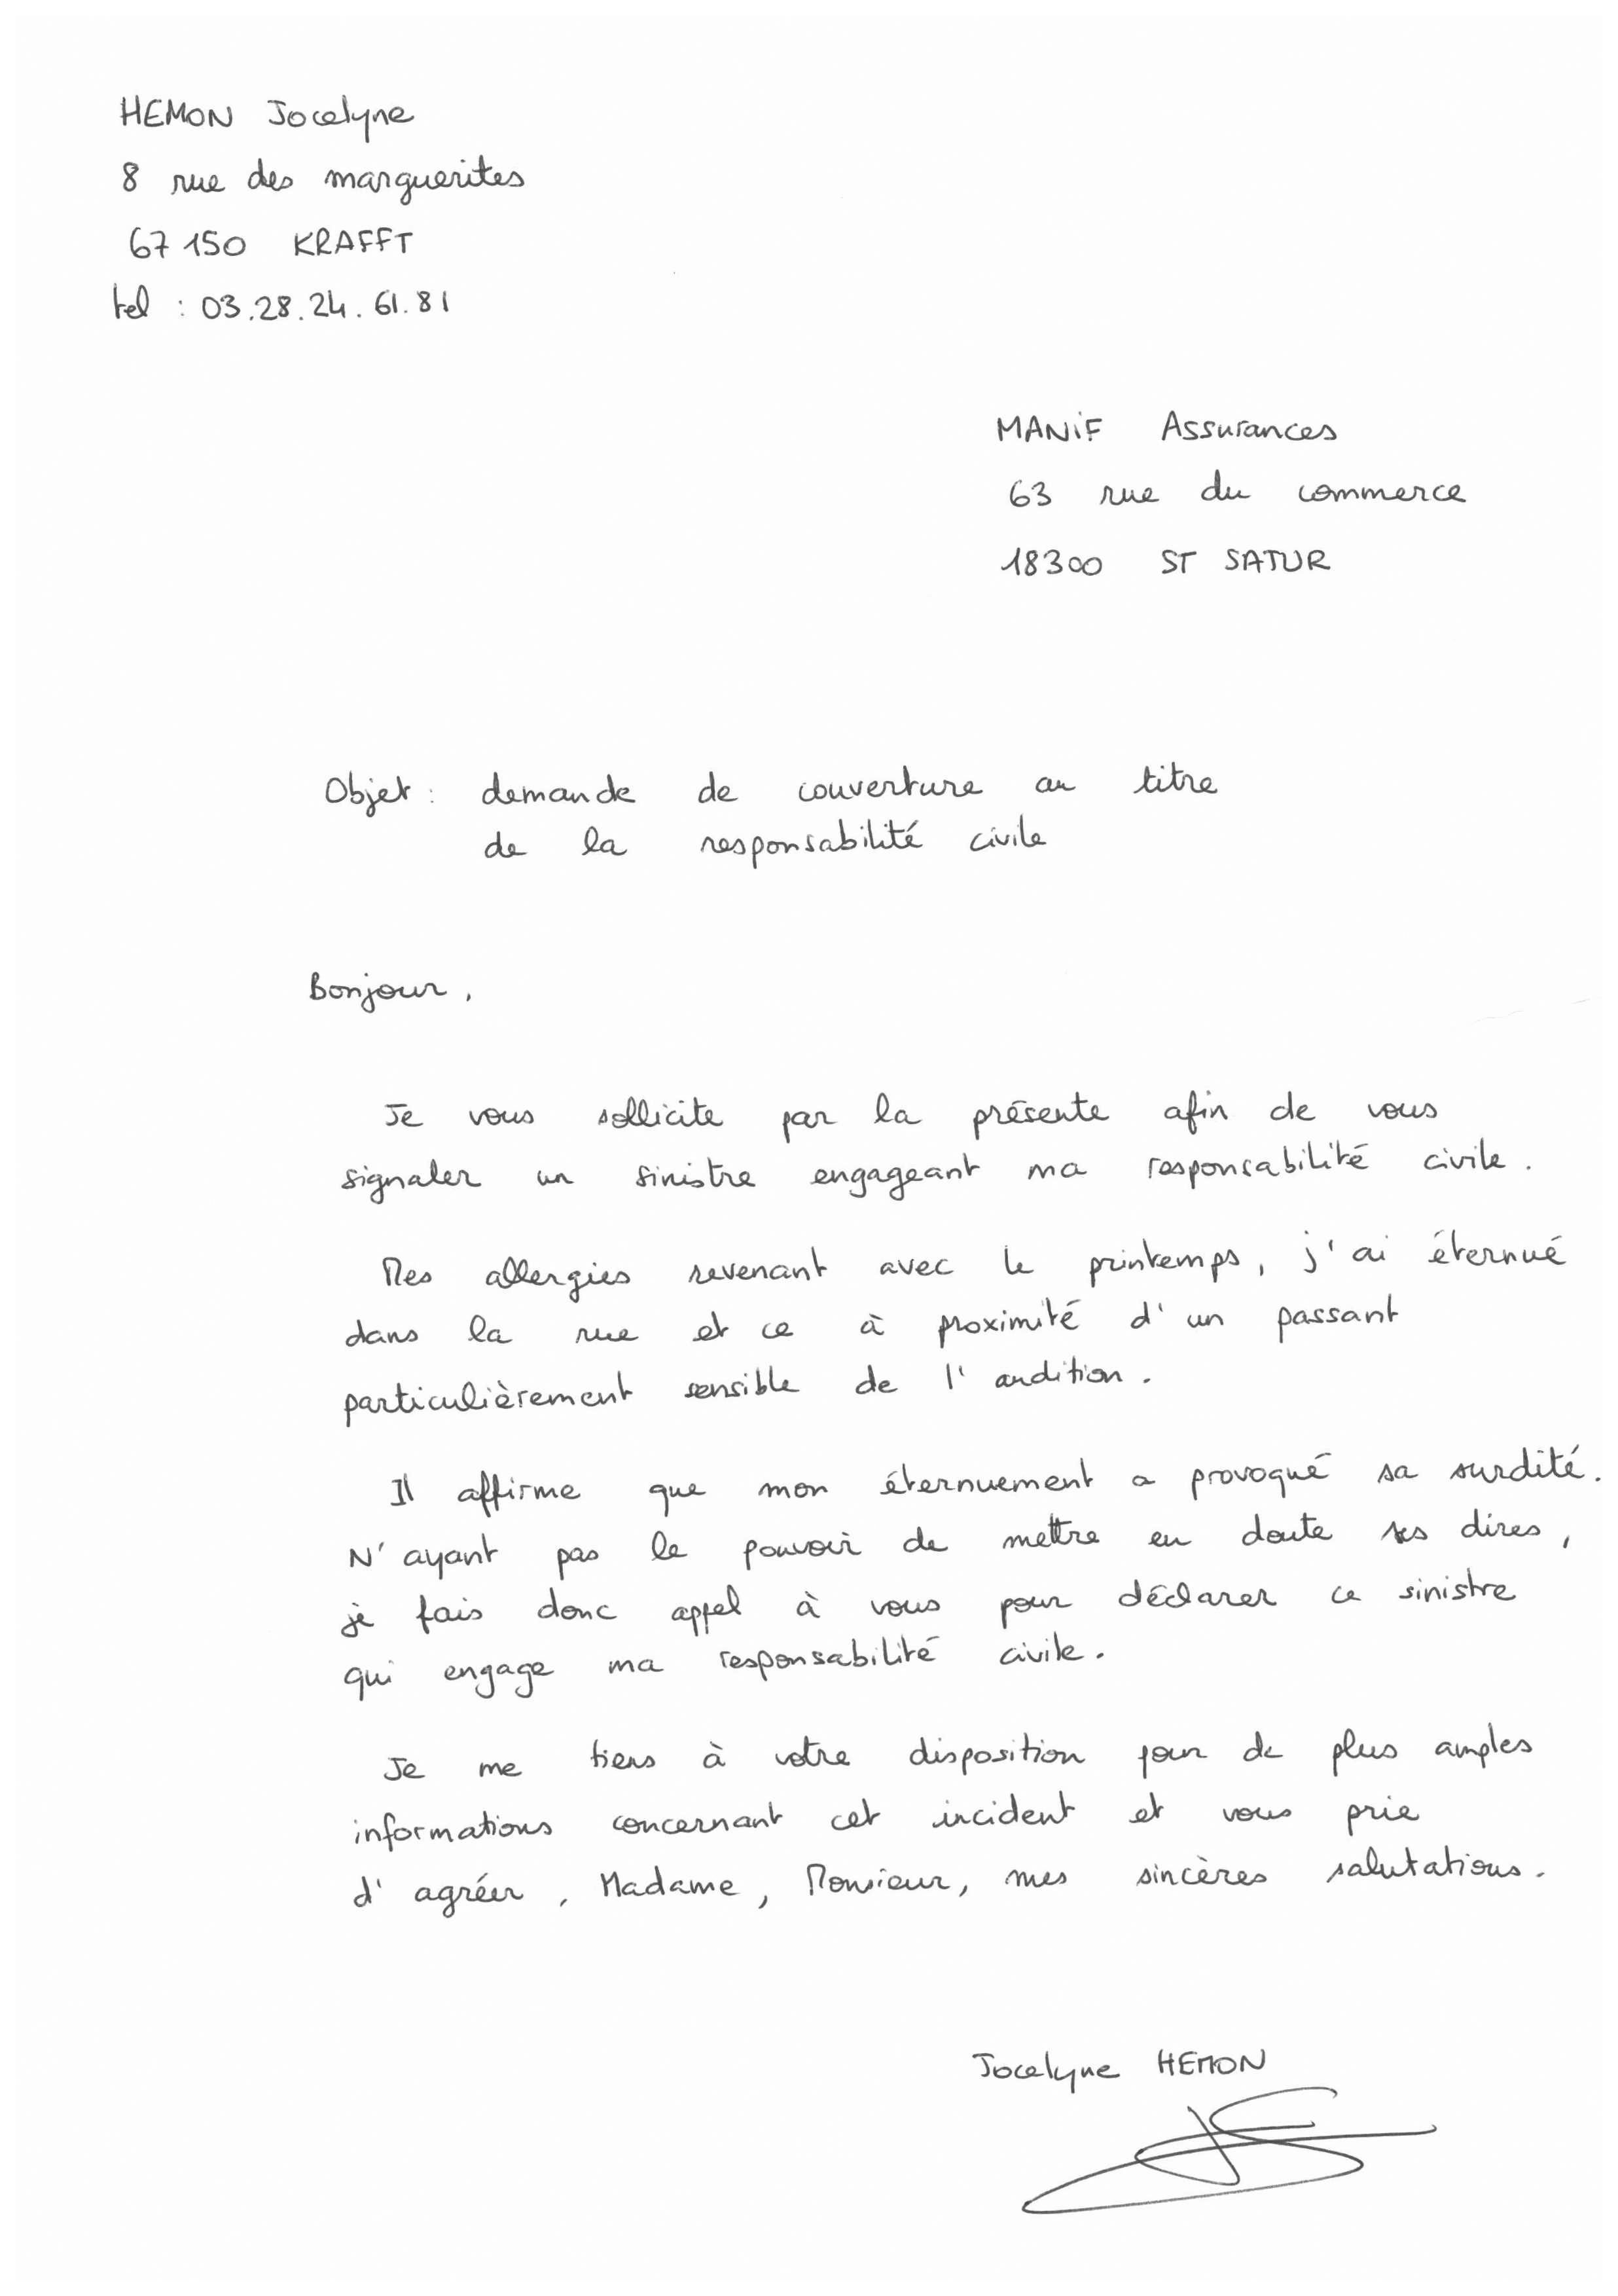 HEMON Jocelyne
8 rue des marguerites
67 150 KRAFFT
tel : 03.28.24.61.81
MANIF Assurances
63 rue du commerce
18300 ST SATUR
Objet : demande de couverture au titre
de la responsabilité civile
Bonjour,
Je vous sollicite par la présente afin de vous
signaler un sinistre engageant ma responsabilité civile.
Mes allergies revenant avec le printemps, j'ai éternué
dans la rue et ce à proximité d'un passant
particulièrement sensible de l'audition.
Il affirme que mon éternuement a provoqué sa surdité.
N'ayant pas le pouvoir de mettre en doute ses dires,
je fais donc appel à vous pour déclarer ce sinistre
qui engage ma responsabilité civile.
Je me tiens à votre disposition pour de plus amples
informations concernant cet incident et vous prie
d'agréer, Madame, Monsieur, mes sincères salutations.
Jocelyne HEMON